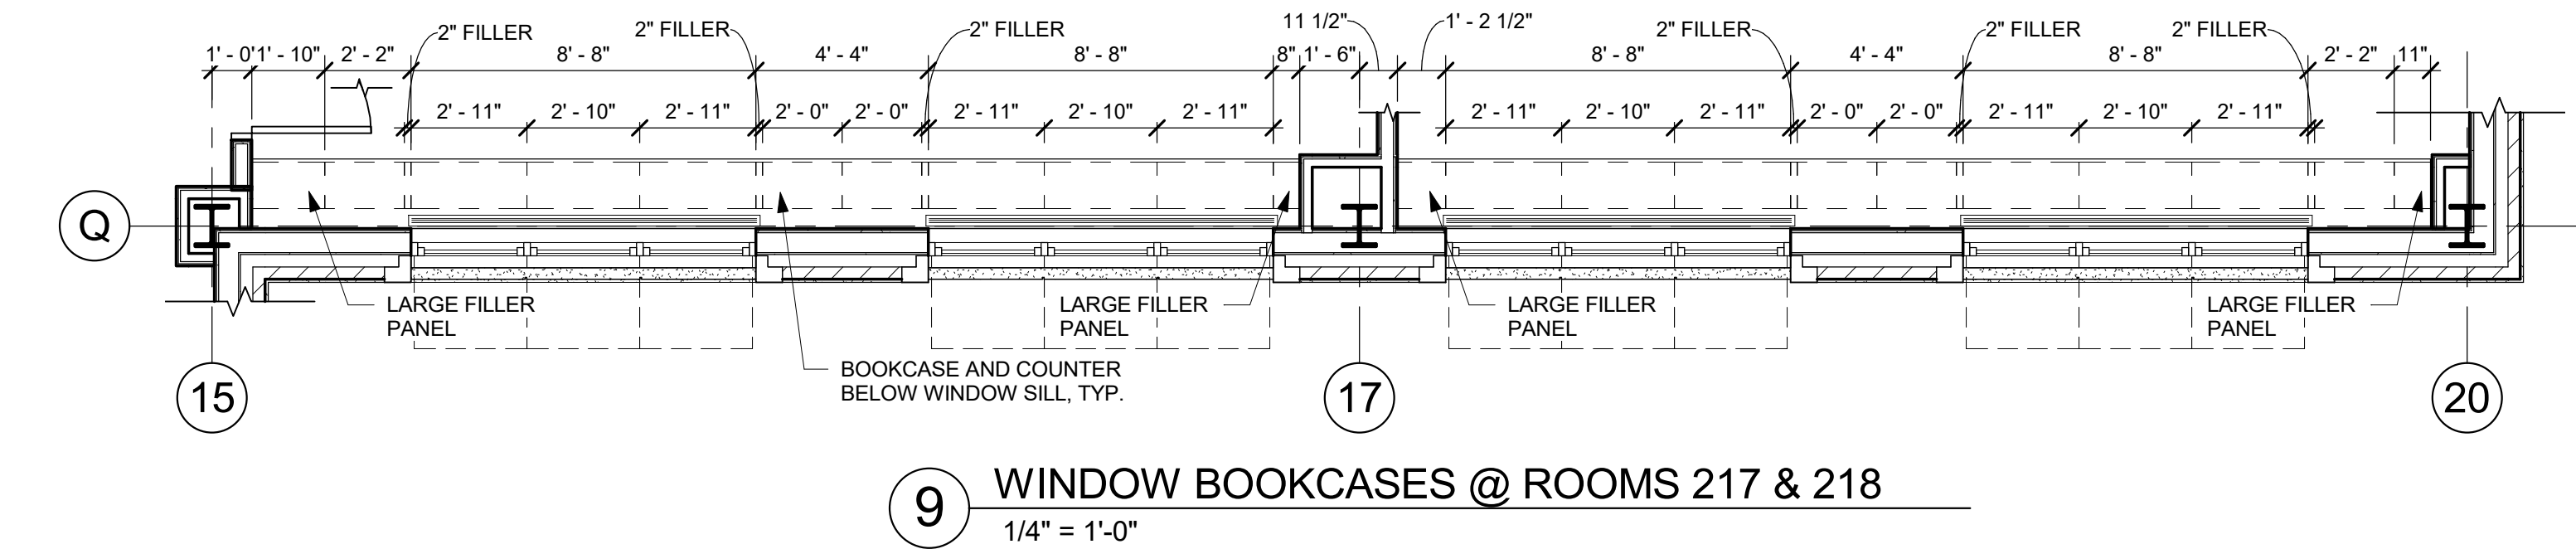 2" FILLER
2" FILLER
2" FILLER
11 1/2"
1' - 2 1/2"
2" FILLER
2" FILLER
2" FILLER
1' - 0"
1' - 10"
2' - 2"
8' - 8"
4' - 4"
8' - 8"
8"
1' - 6"
8' - 8"
4' - 4"
8' - 8"
2' - 2"
11"
2' - 11"
2' - 10"
2' - 11"
2' - 0"
2' - 0"
2' - 11"
2' - 10"
2' - 11"
2' - 11"
2' - 10"
2' - 11"
2' - 0"
2' - 0"
2' - 11"
2' - 10"
2' - 11"
Q
LARGE FILLER
PANEL
LARGE FILLER
PANEL
LARGE FILLER
PANEL
LARGE FILLER
PANEL
BOOKCASE AND COUNTER
BELOW WINDOW SILL, TYP.
15
17
20
9
WINDOW BOOKCASES @ ROOMS 217 & 218
1/4" = 1'-0"